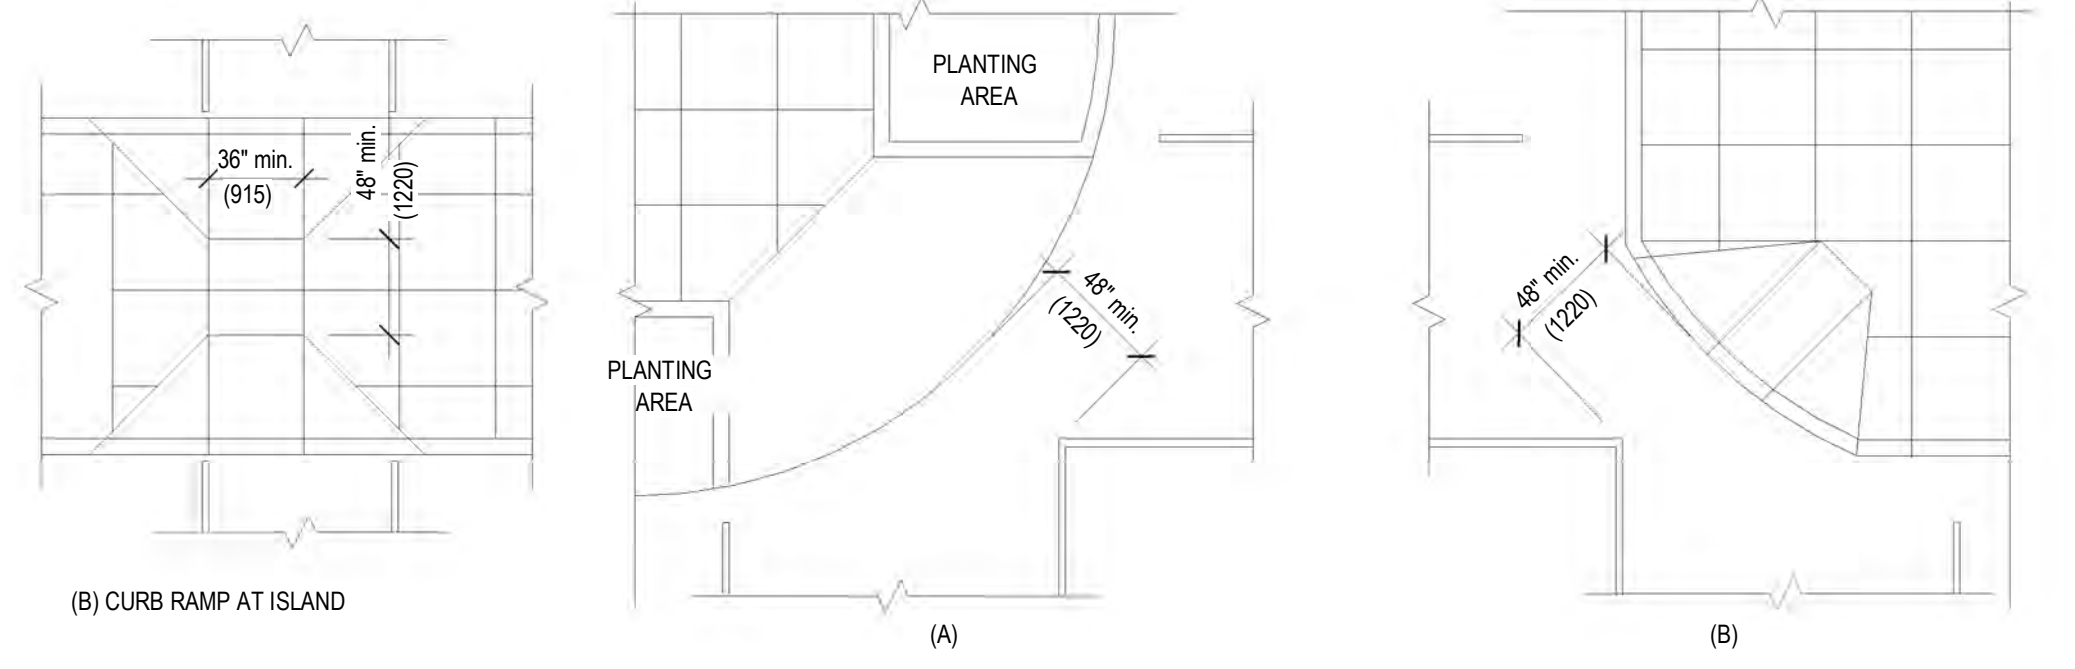 36" min.
(915)
48" min.
(1220)
(B) CURB RAMP AT ISLAND
PLANTING
AREA
PLANTING
AREA
48" min.
(1220)
(A)
48" min.
(1220)
(B)